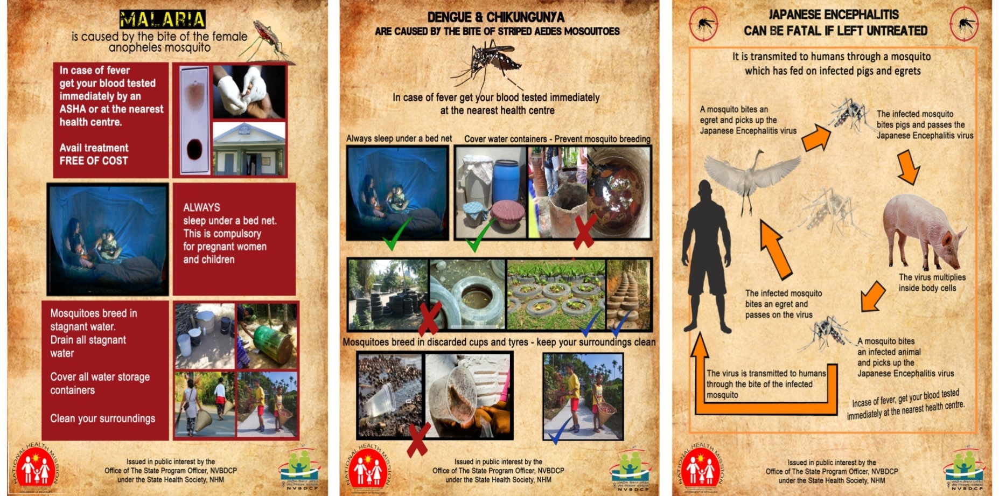 MALARIA
is caused by the bite of the female
anopheles mosquito
In case of fever
get your blood tested
immediately by an
ASHA or at the nearest
health centre.
Avail treatment
FREE OF COST
ALWAYS
sleep under a bed net.
This is compulsory
for pregnant women
and children
Mosquitoes breed in
stagnant water.
Drain all stagnant
water
Cover all water storage
containers
Clean your surroundings
NATIONAL HEALTH MISSION
Issued in public interest by the
Office of The State Program Officer, NVBDCP
under the State Health Society, NHM
NVBDCP
DENGUE & CHIKUNGUNYA
ARE CAUSED BY THE BITE OF STRIPED AEDES MOSQUITOES
In case of fever get your blood tested immediately
at the nearest health centre
Always sleep under a bed net
Cover water containers - Prevent mosquito breeding
Mosquitoes breed in discarded cups and tyres - keep your surroundings clean
NATIONAL HEALTH MISSION
Issued in public interest by the
Office of The State Program Officer, NVBDCP
under the State Health Society, NHM
NVBDCP
JAPANESE ENCEPHALITIS
CAN BE FATAL IF LEFT UNTREATED
It is transmited to humans through a mosquito
which has fed on infected pigs and egrets
A mosquito bites an
egret and picks up the
Japanese Encephalitis virus
The infected mosquito
bites pigs and passes the
Japanese Encephalitis virus
The virus multiplies
inside body cells
The infected mosquito
bites an egret and
passes on the virus
A mosquito bites
an infected animal
and picks up the
Japanese Encephalitis virus
The virus is transmitted to humans
through the bite of the infected
mosquito
Incase of fever, get your blood tested
immediately at the nearest health centre.
NATIONAL HEALTH MISSION
Issued in public interest by the
Office of The State Program Officer, NVBDCP
under the State Health Society, NHM
NVBDCP